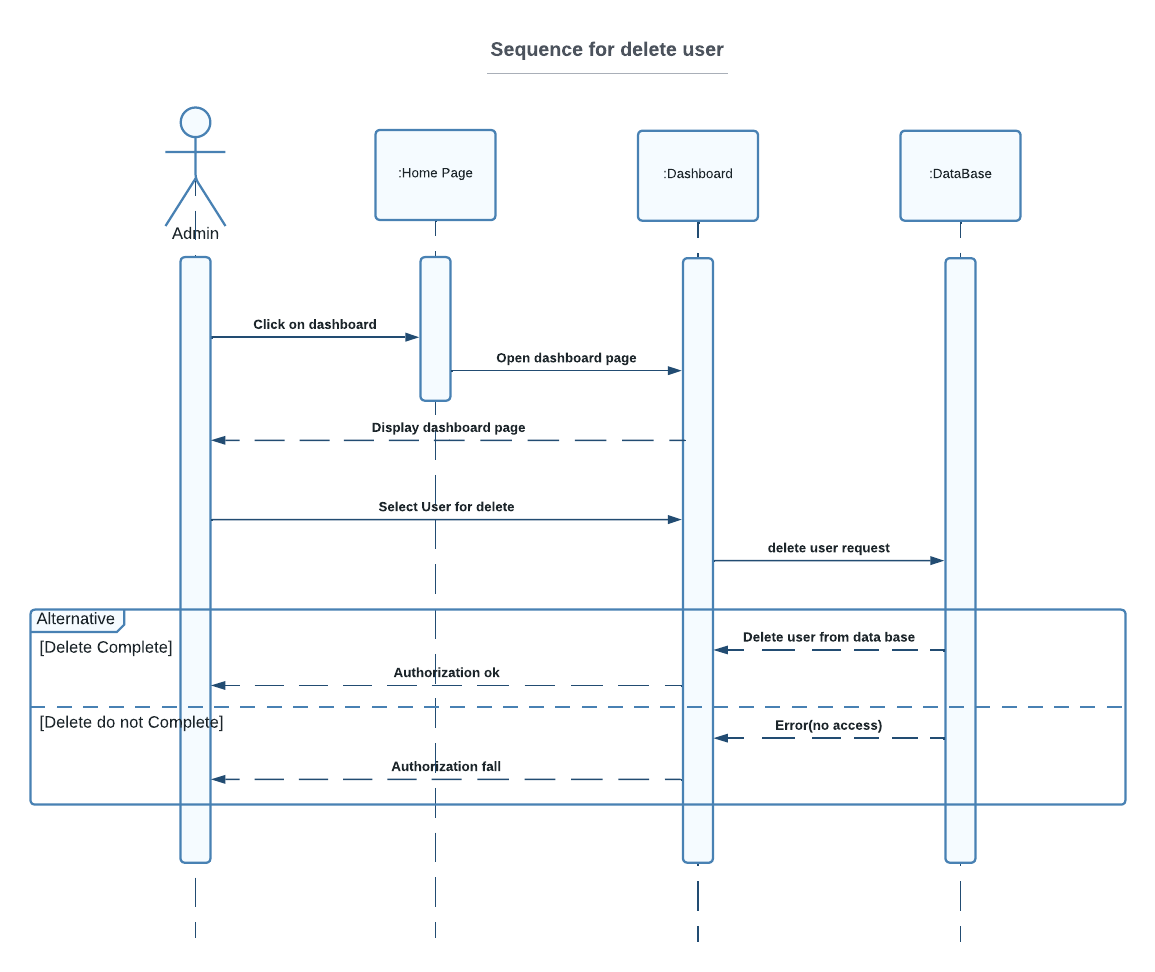 Sequence for delete user
Admin
:Home Page
:Dashboard
:DataBase
Click on dashboard
Open dashboard page
Display dashboard page
Select User for delete
delete user request
Alternative
[Delete Complete]
Delete user from data base
Authorization ok
[Delete do not Complete]
Error(no access)
Authorization fall